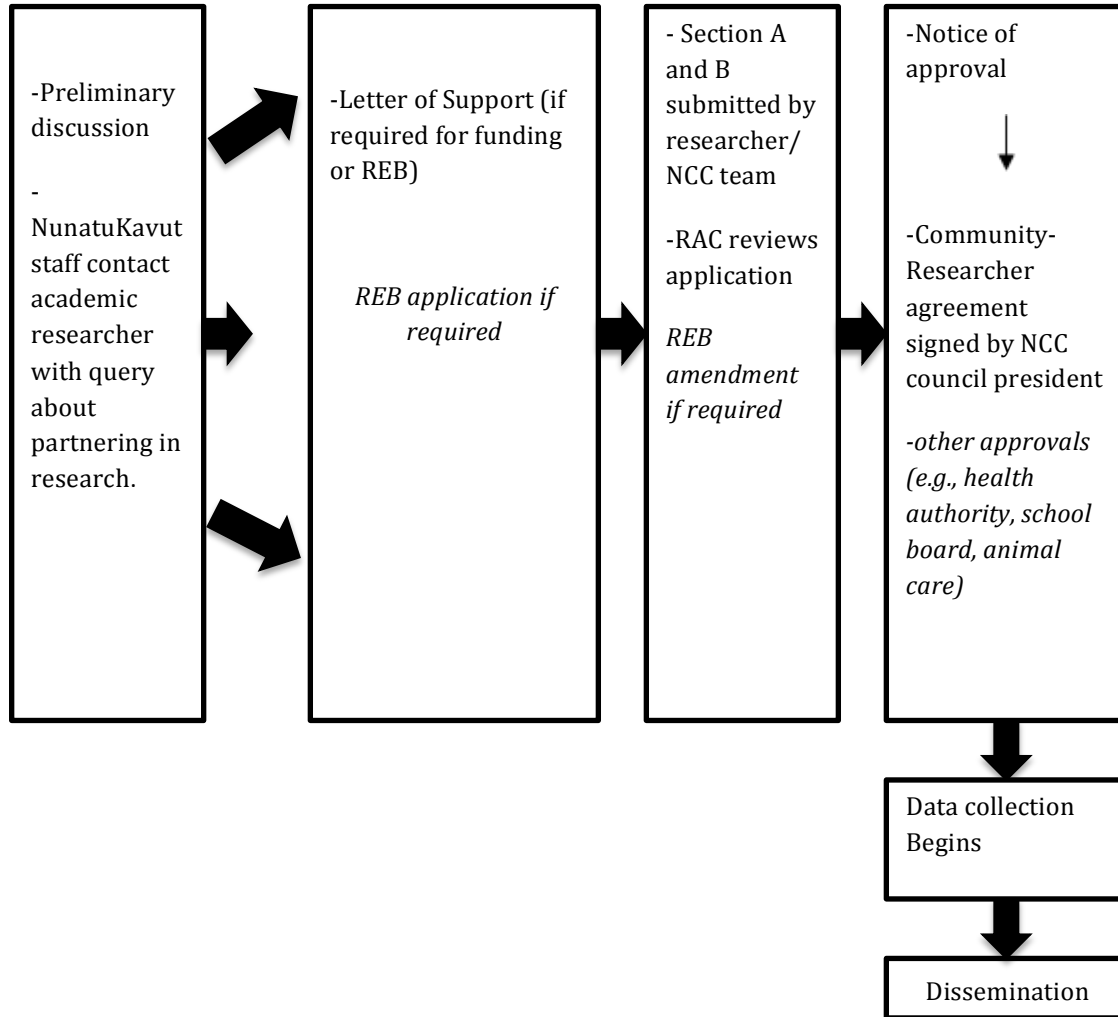 -Preliminary
discussion
-
NunatuKavut
staff contact
academic
researcher
with query
about
partnering in
research.
-Letter of Support (if
required for funding
or REB)
REB application if
required
- Section A
and B
submitted by
researcher/
NCC team
-RAC reviews
application
REB
amendment
if required
-Notice of
approval
-Community-
Researcher
agreement
signed by NCC
council president
-other approvals
(e.g., health
authority, school
board, animal
care)
Data collection
Begins
Dissemination